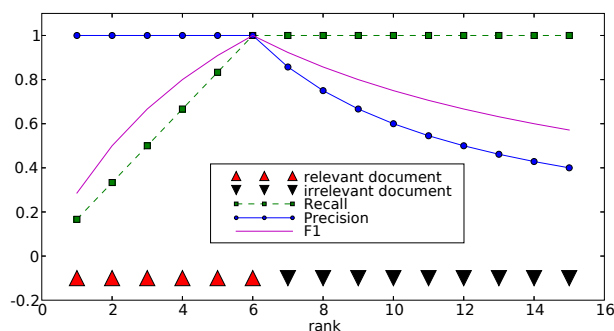 1
0.8
0.6
0.4
0.2
0
-0.2
relevant document
irrelevant document
Recall
Precision
F1
0 2 4 6 8 10 12 14 16
rank